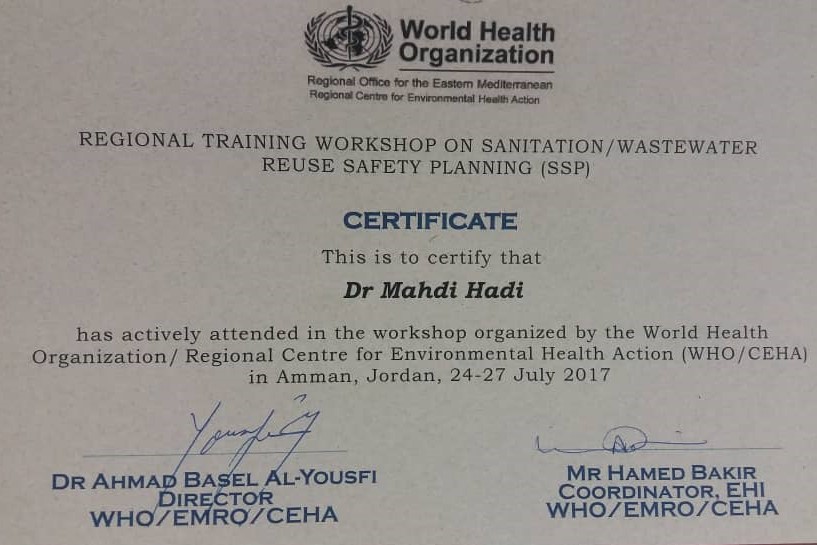 World Health
Organization
Regional Office for the Eastern Mediterranean
Regional Centre for Environmental Health Action
REGIONAL TRAINING WORKSHOP ON SANITATION/WASTEWATER
REUSE SAFETY PLANNING (SSP)
CERTIFICATE
This is to certify that
Dr Mahdi Hadi
has actively attended in the workshop organized by the World Health
Organization/ Regional Centre for Environmental Health Action (WHO/CEHA)
in Amman, Jordan, 24-27 July 2017
DR AHMAD BASEL AL-YOUSFI
DIRECTOR
WHO/EMRO/CEHA
MR HAMED BAKIR
COORDINATOR, EHI
WHO/EMRO/CEHA